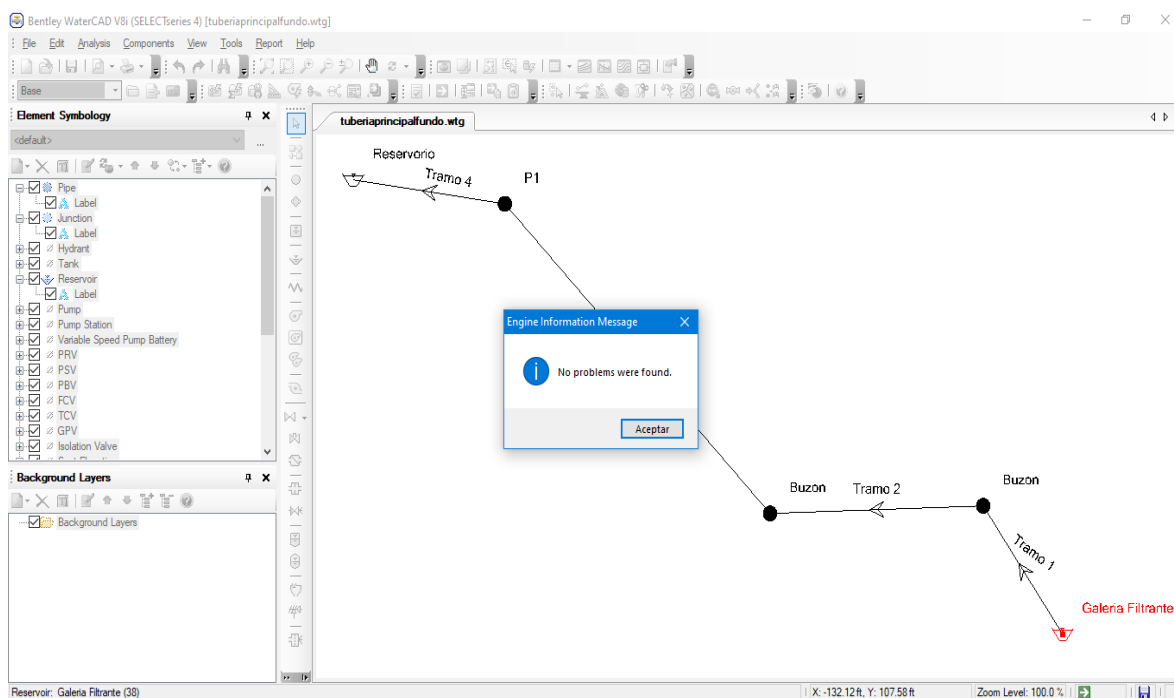 Bentley WaterCAD V8i (SELECTseries 4) [tuberiaprincipalfundo.wtg]
File Edit Analysis Components View Tools Report Help
Base
Element Symbology
<default>
...
Pipe
Label
Junction
Label
Hydrant
Tank
Reservoir
Label
Pump
Pump Station
Variable Speed Pump Battery
PRV
PSV
PBV
FCV
TCV
GPV
Isolation Valve
Background Layers
Background Layers
tuberiaprincipalfundo.wtg
Reservorio
Tramo 4
P1
Engine Information Message
No problems were found.
Aceptar
Buzon
Tramo 2
Buzon
Tramo 1
Galeria Filtrante
Reservoir: Galeria Filtrante (38)
X: -132.12 ft, Y: 107.58 ft
Zoom Level: 100.0 %